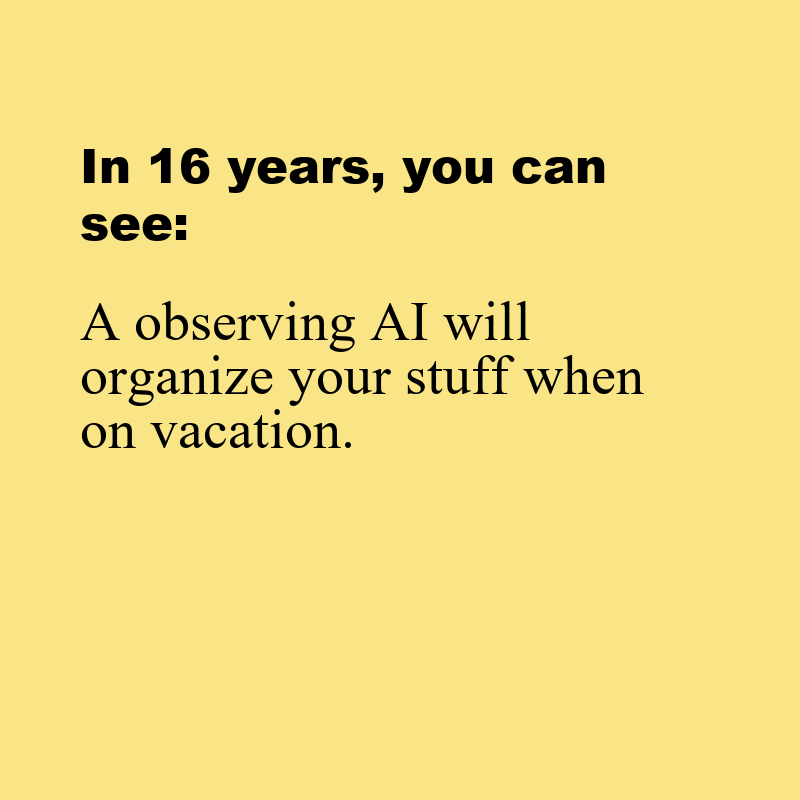 In 16 years, you can
see:
A observing AI will
organize your stuff when
on vacation.